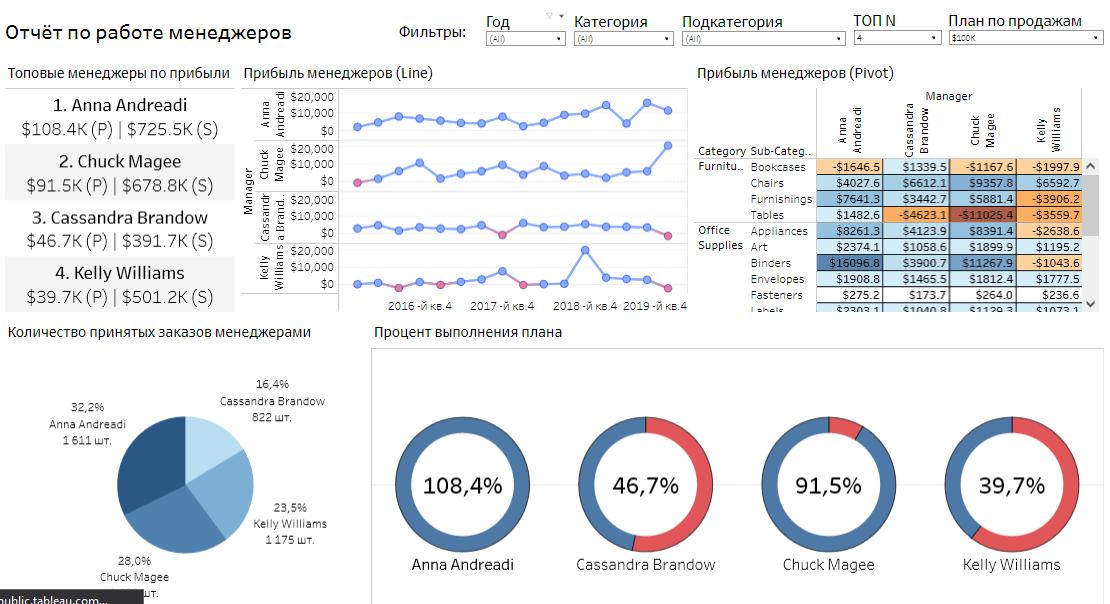 Отчёт по работе менеджеров
Фильтры:
Год
(All)
Категория
(All)
Подкатегория
(All)
ТОП N
4
План по продажам
$100K
Топовые менеджеры по прибыли
1. Anna Andreadi
$108.4K (P) | $725.5K (S)
2. Chuck Magee
$91.5K (P) | $678.8K (S)
3. Cassandra Brandow
$46.7K (P) | $391.7K (S)
4. Kelly Williams
$39.7K (P) | $501.2K (S)
Прибыль менеджеров (Line)
Manager
Anna
Andreadi
$20,000
$10,000
$0
Chuck
Magee
$20,000
$10,000
$0
Cassandr
a Brand..
$20,000
$10,000
$0
Kelly
Williams
$20,000
$10,000
$0
2016 -й кв.4
2017 -й кв.4
2018 -й кв.4
2019 -й кв.4
Прибыль менеджеров (Pivot)
Manager
Category Sub-Categ.. Anna Andreadi Cassandra Brandow Chuck Magee Kelly Williams
Furnitu.. Bookcases -$1646.5 $1339.5 -$1167.6 -$1997.9
Chairs $4027.6 $6612.1 $9357.8 $6592.7
Furnishings $7641.3 $3442.7 $5881.4 -$3906.2
Tables $1482.6 -$4623.1 -$11025.4 -$3559.7
Office Supplies Appliances $8261.3 $4123.9 $8391.4 -$2638.6
Art $2374.1 $1058.6 $1899.9 $1195.2
Binders $16096.8 $3900.7 $11267.9 -$1043.6
Envelopes $1908.8 $1465.5 $1812.4 $1777.5
Fasteners $275.2 $173.7 $264.0 $236.6
Labels $2303.1 $1040.8 $1129.3 $1073.1
Количество принятых заказов менеджерами
16,4%
Cassandra Brandow
822 шт.
32,2%
Anna Andreadi
1 611 шт.
23,5%
Kelly Williams
1 175 шт.
28,0%
Chuck Magee
шт.
public.tableau.com...
Процент выполнения плана
108,4%
Anna Andreadi
46,7%
Cassandra Brandow
91,5%
Chuck Magee
39,7%
Kelly Williams